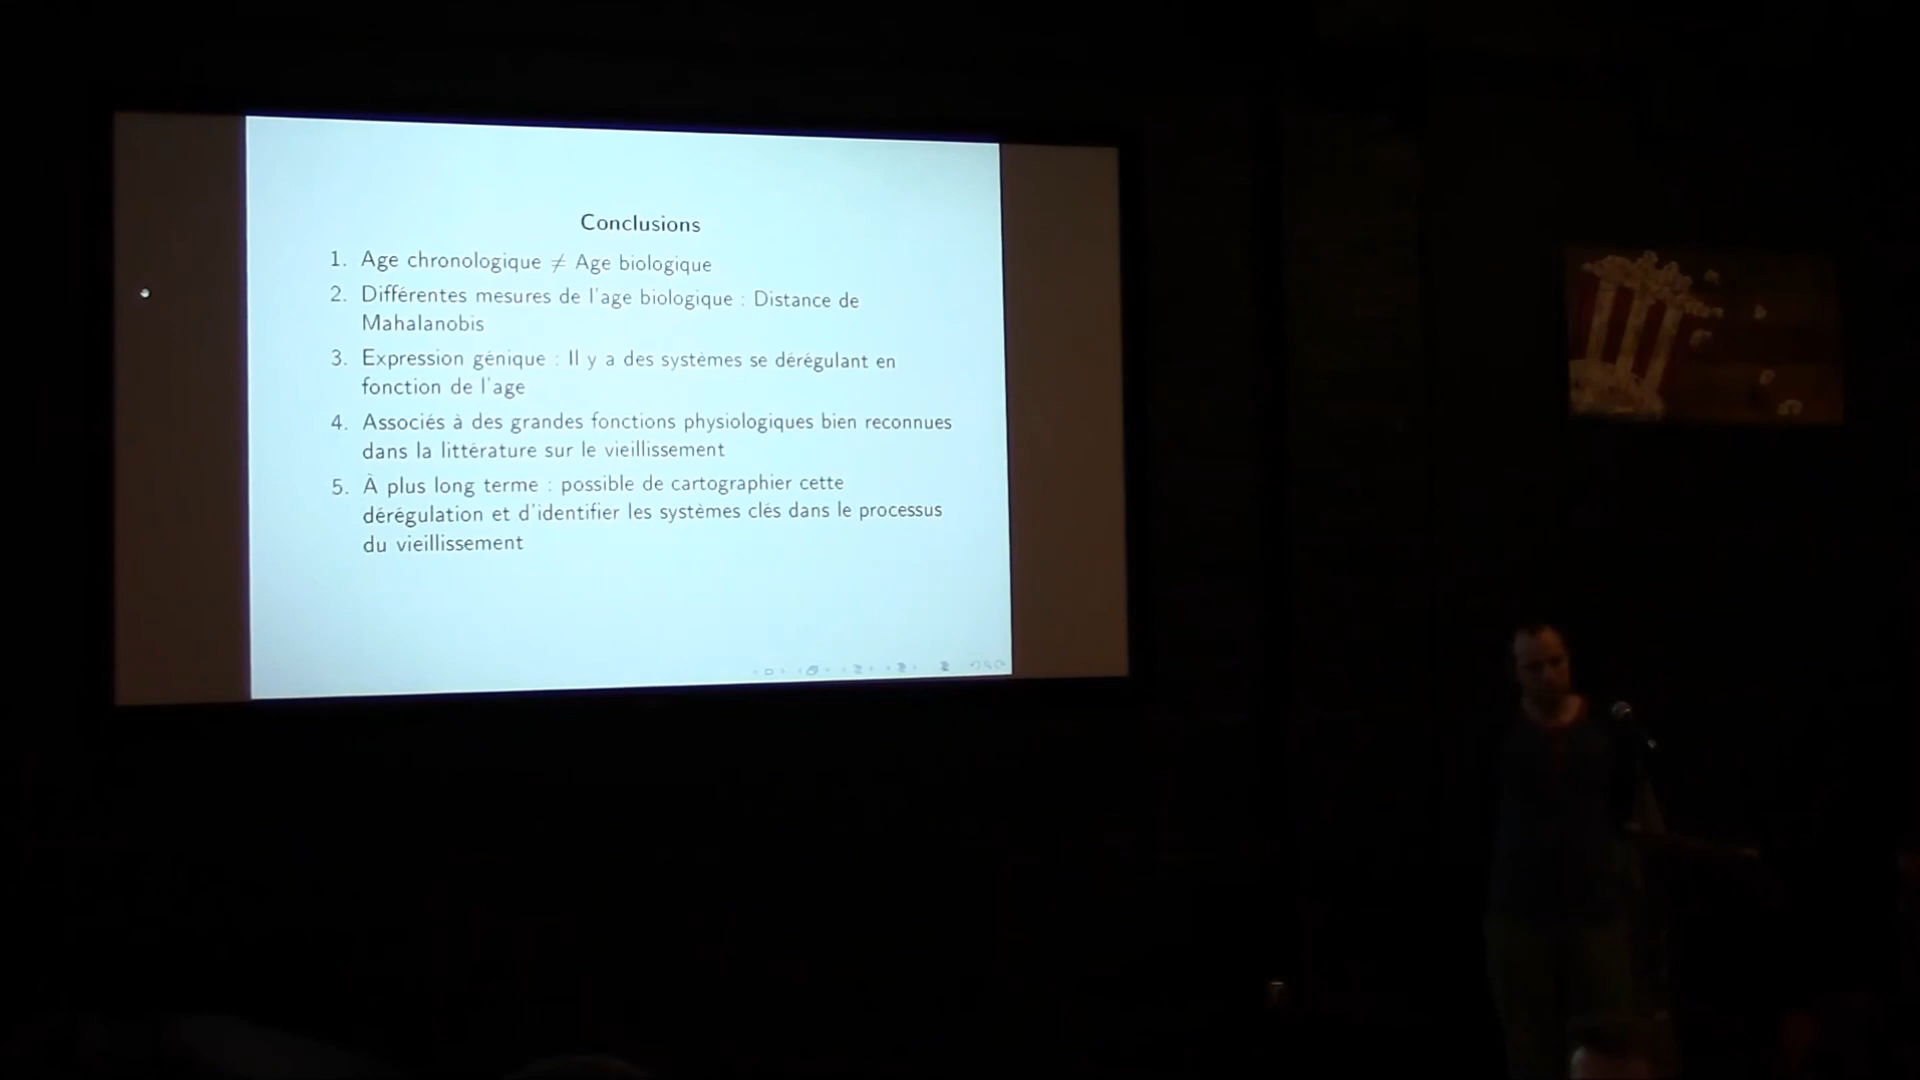 Conclusions
1. Age chronologique ≠ Age biologique
2. Différentes mesures de l'age biologique : Distance de
Mahalanobis
3. Expression génique : Il y a des systèmes se dérégulant en
fonction de l'age
4. Associés à des grandes fonctions physiologiques bien reconnues
dans la littérature sur le vieillissement
5. À plus long terme : possible de cartographier cette
dérégulation et d'identifier les systèmes clés dans le processus
du vieillissement